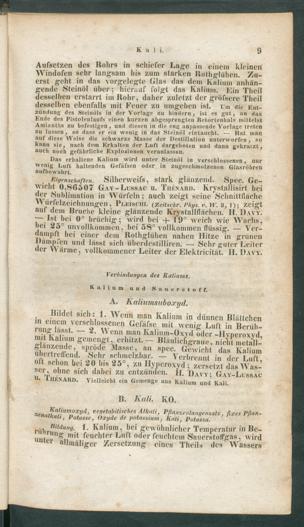 Kali. 9
Aufsetzen des Rohrs in schiefer Lage in einem kleinen
Windofen sehr langsam bis zum starken Rothglühen. Zu-
erst geht in das vorgelegte Glas das dem Kalium anhän-
gende Steinöl über; hierauf folgt das Kalium. Ein Theil
desselben erstarrt im Rohr, daher zuletzt der größere Theil
desselben ebenfalls mit Feuer zu umgeben ist. Um die Ent-
zündung des Steinöls in der Vorlage zu hindern, ist es gut, an das
Ende des Pistolenlaufs einen kurzen abgesprengten Retortenhals mittelst
Amianths zu befestigen, und diesen in die eng anpassende Vorlage treten
zu lassen, so dass er ein wenig in das Steinöl eintaucht. — Hat man
auf diese Weise die schwarze Masse der Destillation unterworfen, so
kann sie, nach dem Erkalten der Luft dargeboten und dann gekratzt,
auch noch gefährliche Explosionen veranlassen.
Das erhaltene Kalium wird unter Steinöl in verschlossenen, nur
wenig Luft haltenden Gefäßen oder in zugeschmolzenen Glasröhren
aufbewahrt.
Eigenschaften. Silberweifs, stark glänzend. Spec. Ge-
wicht 0,86507 GAY-LUSSAC u. THÉNARD. Krystallisirt bei
der Sublimation in Würfeln; auch zeigt seine Schnittfläche
Würfelzeichnungen, PLEISCHL (Zeitschr. Phys. v. W. 3, 1); zeigt
auf dem Bruche kleine glänzende Krystallflächen. H. DAVY.
— Ist bei 0° brüchig; wird bei + 19° weich wie Wachs,
bei 25° unvollkommen, bei 58° vollkommen flüssig. — Ver-
dampft bei einer dem Rothglühen nahen Hitze in grünen
Dämpfen und lässt sich überdestilliren. — Sehr guter Leiter
der Wärme, vollkommener Leiter der Elektricität. H. DAVY.
Verbindungen des Kaliums.
Kalium und Sauerstoff.
A. Kaliumsuboxyd.
Bildet sich: 1. Wenn man Kalium in dünnen Blättchen
in einem verschlossenen Gefäße mit wenig Luft in Berüh-
rung lässt. — 2. Wenn man Kalium-Oxyd oder -Hyperoxyd,
mit Kalium gemengt, erhitzt. — Bläulichgraue, nicht metall-
glänzende, spröde Masse, an spec. Gewicht das Kalium
übertreffend. Sehr schmelzbar. — Verbrennt in der Luft,
oft schon bei 20 bis 25°, zu Hyperoxyd; zersetzt das Was-
ser, ohne sich dabei zu entzünden. H. DAVY; GAY-LUSSAC
u. THÉNARD. Vielleicht ein Gemenge aus Kalium und Kali.
B. Kali. KO.
Kaliumoxyd, vegetabilisches Alkali, Pflanzenlaugensalz, fixes Pflan-
zenalkali, Potasse, Oxyde de potassium, Kali, Potassa.
Bildung. 1. Kalium, bei gewöhnlicher Temperatur in Be-
rührung mit feuchter Luft oder feuchtem Sauerstoffgas, wird
unter allmäliger Zersetzung eines Theils des Wassers